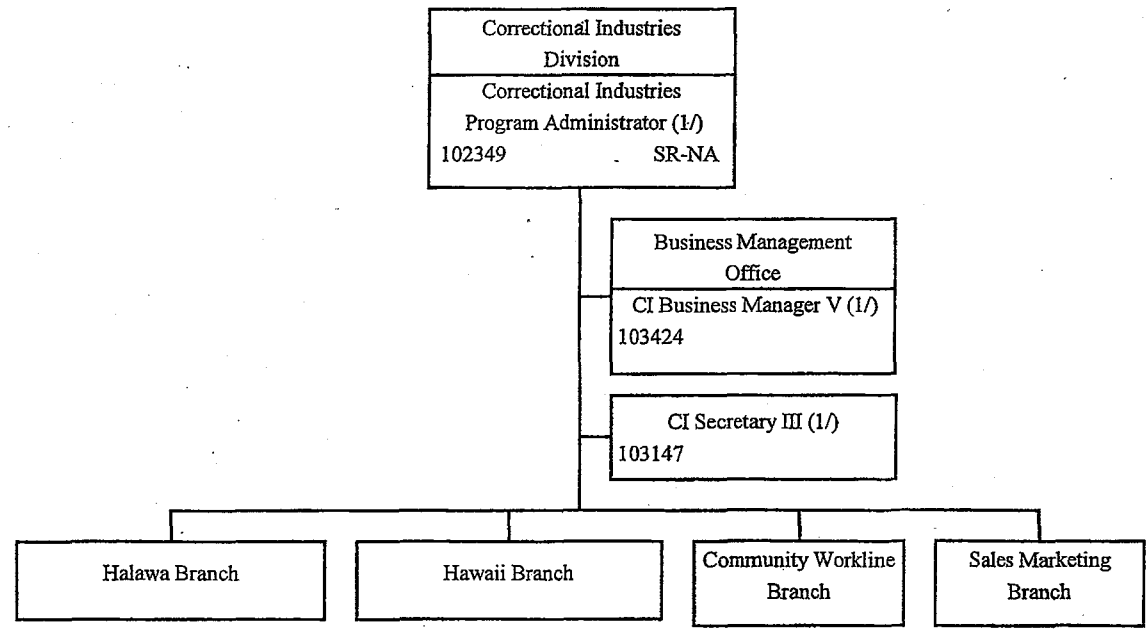 Correctional Industries
Division
Correctional Industries
Program Administrator (1/)
102349 SR-NA
Business Management
Office
CI Business Manager V (1/)
103424
CI Secretary III (1/)
103147
Halawa Branch
Hawaii Branch
Community Workline
Branch
Sales Marketing
Branch